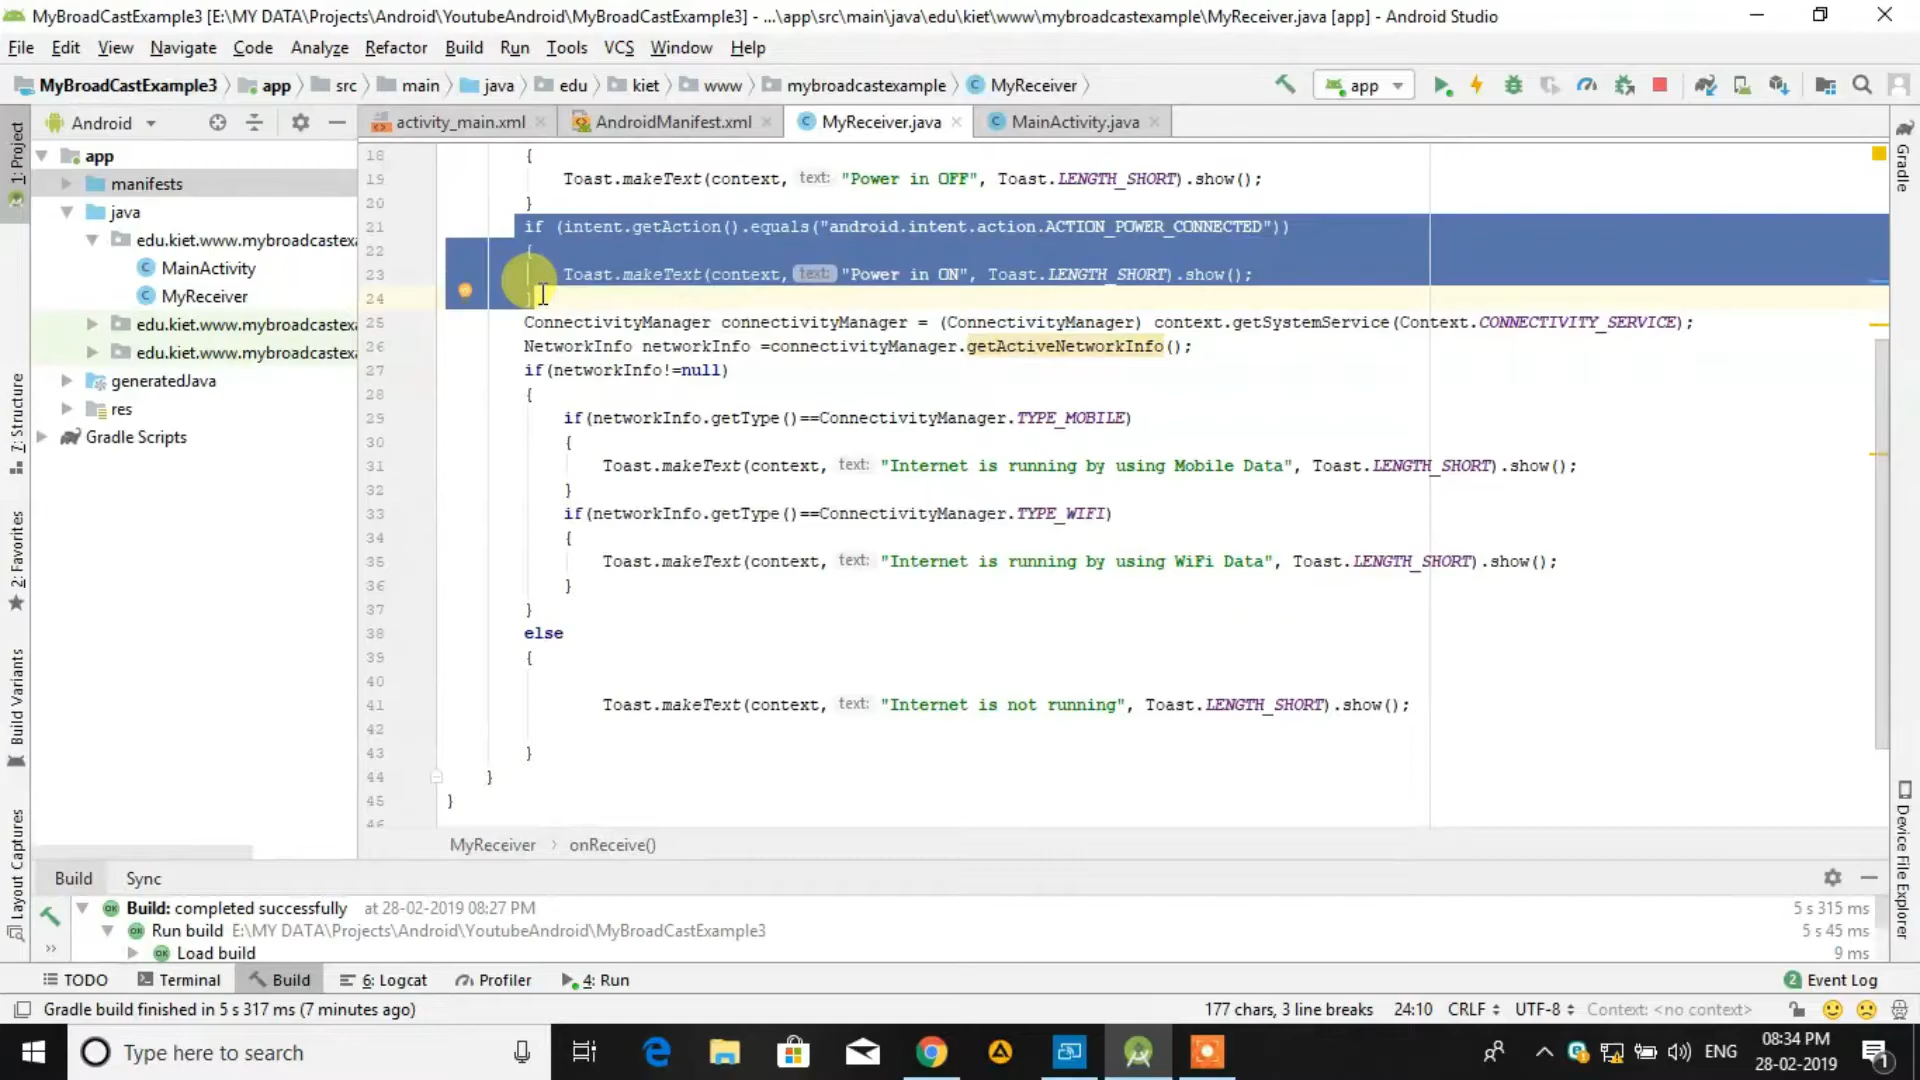 MyBroadCastExample3 [E:\MY DATA\Projects\Android\YoutubeAndroid\MyBroadCastExample3] - ...\app\src\main\java\edu\kiet\www\mybroadcastexample\MyReceiver.java [app] - Android Studio
File Edit View Navigate Code Analyze Refactor Build Run Tools VCS Window Help
MyBroadCastExample3 app src main java edu kiet www mybroadcastexample MyReceiver app
Android activity_main.xml AndroidManifest.xml MyReceiver.java MainActivity.java
1: Project
7: Structure
2: Favorites
Build Variants
Layout Captures
app
manifests
java
edu.kiet.www.mybroadcastexa
MainActivity
MyReceiver
edu.kiet.www.mybroadcastexa
edu.kiet.www.mybroadcastexa
generatedJava
res
Gradle Scripts
18 {
19 Toast.makeText(context, text: "Power in OFF", Toast.LENGTH_SHORT).show();
20 }
21 if (intent.getAction().equals("android.intent.action.ACTION_POWER_CONNECTED"))
22 {
23 Toast.makeText(context, text: "Power in ON", Toast.LENGTH_SHORT).show();
24 }
25 ConnectivityManager connectivityManager = (ConnectivityManager) context.getSystemService(Context.CONNECTIVITY_SERVICE);
26 NetworkInfo networkInfo =connectivityManager.getActiveNetworkInfo();
27 if(networkInfo!=null)
28 {
29 if(networkInfo.getType()==ConnectivityManager.TYPE_MOBILE)
30 {
31 Toast.makeText(context, text: "Internet is running by using Mobile Data", Toast.LENGTH_SHORT).show();
32 }
33 if(networkInfo.getType()==ConnectivityManager.TYPE_WIFI)
34 {
35 Toast.makeText(context, text: "Internet is running by using WiFi Data", Toast.LENGTH_SHORT).show();
36 }
37 }
38 else
39 {
40
41 Toast.makeText(context, text: "Internet is not running", Toast.LENGTH_SHORT).show();
42
43 }
44 }
45 }
46
MyReceiver onReceive()
Gradle
Device File Explorer
Build Sync
Build: completed successfully at 28-02-2019 08:27 PM 5 s 315 ms
Run build E:\MY DATA\Projects\Android\YoutubeAndroid\MyBroadCastExample3 5 s 45 ms
Load build 9 ms
TODO Terminal Build 6: Logcat Profiler 4: Run 2 Event Log
Gradle build finished in 5 s 317 ms (7 minutes ago) 177 chars, 3 line breaks 24:10 CRLF UTF-8 Context: <no context>
Type here to search ENG 08:34 PM
28-02-2019 1